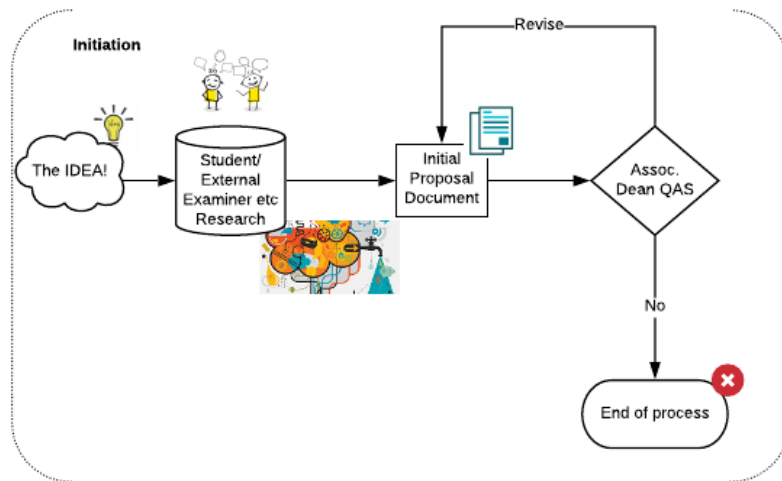 Initiation
Revise
The IDEA!
Student/
External
Examiner etc
Research
Initial
Proposal
Document
Assoc.
Dean QAS
No
End of process